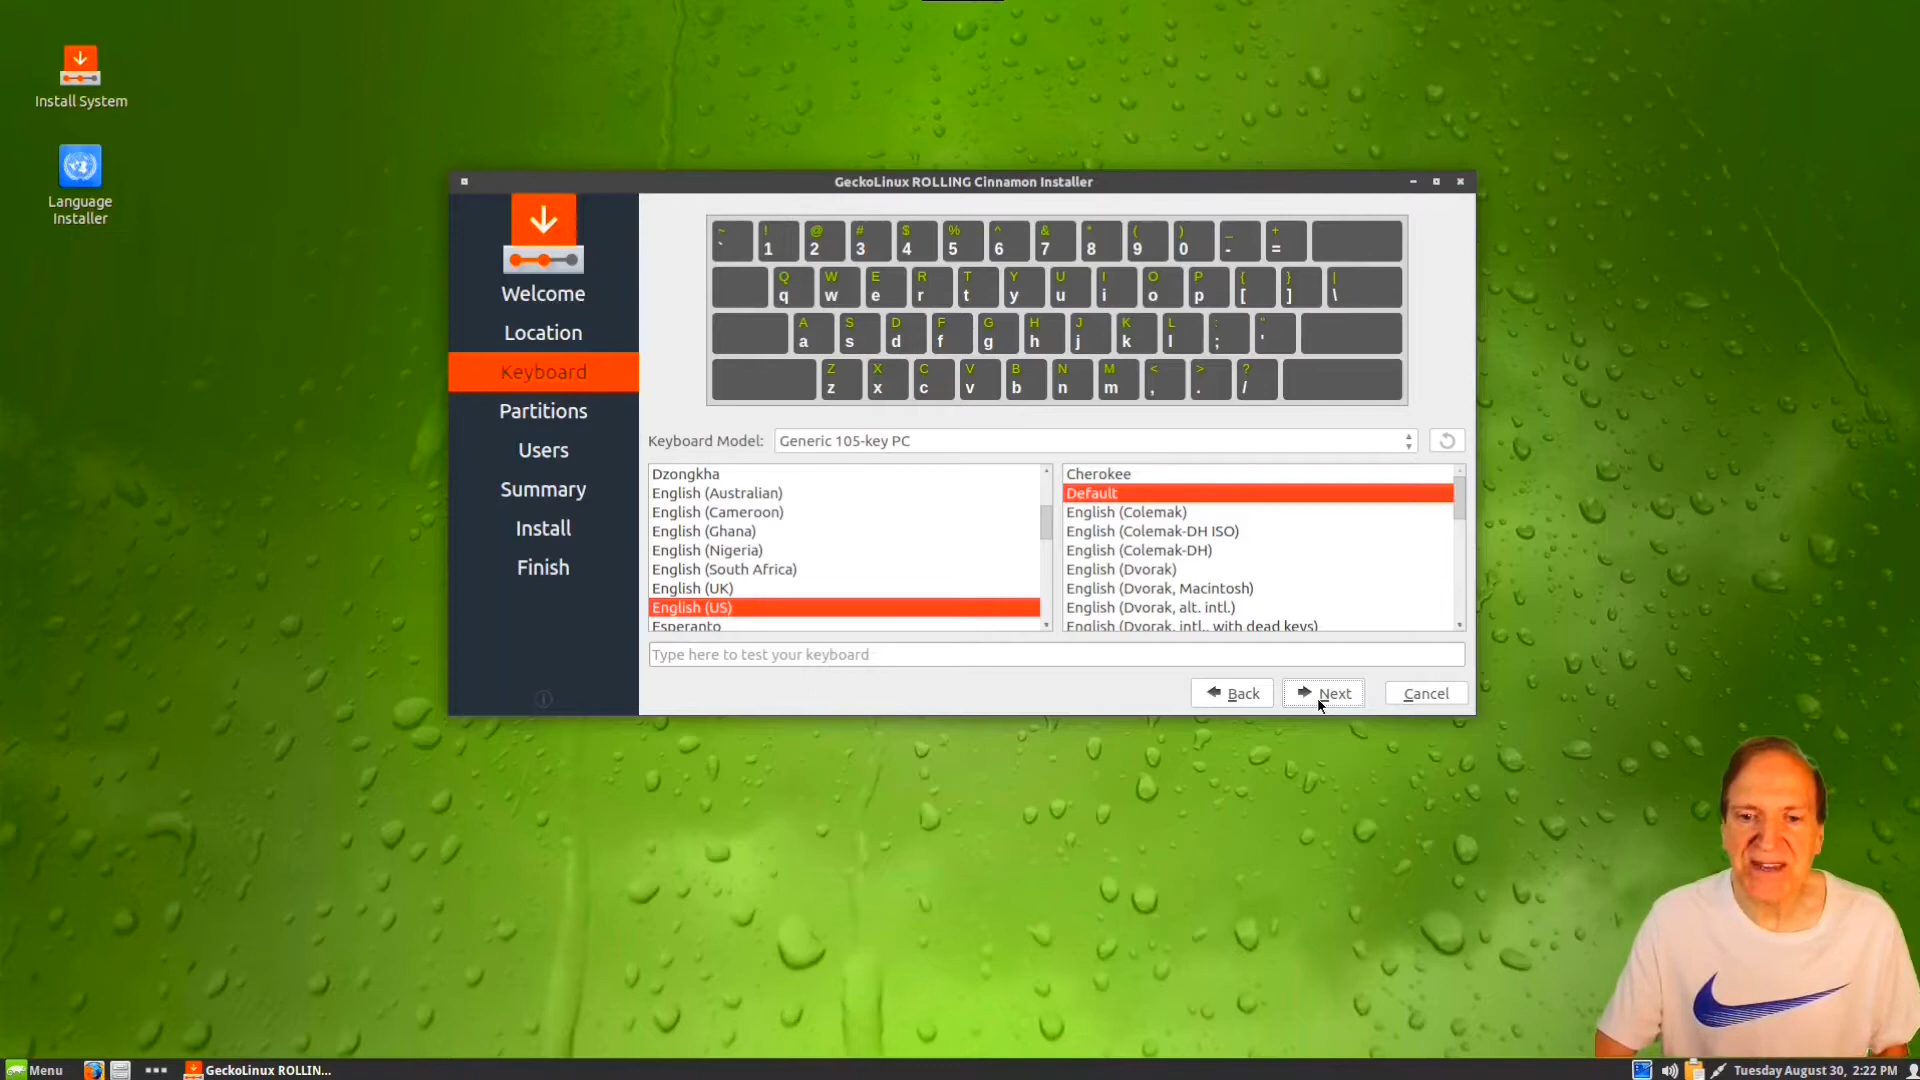 Install System
Language
Installer
GeckoLinux ROLLING Cinnamon Installer
Welcome
Location
Keyboard
Partitions
Users
Summary
Install
Finish
~ ! @ # $ % ^ & * ( ) _ +
` 1 2 3 4 5 6 7 8 9 0 - =
Q W E R T Y U I O P { } |
q w e r t y u i o p [ ] \
A S D F G H J K L : "
a s d f g h j k l ; '
Z X C V B N M < > ?
z x c v b n m , . /
Keyboard Model: Generic 105-key PC
Dzongkha
English (Australian)
English (Cameroon)
English (Ghana)
English (Nigeria)
English (South Africa)
English (UK)
English (US)
Esperanto
Cherokee
Default
English (Colemak)
English (Colemak-DH ISO)
English (Colemak-DH)
English (Dvorak)
English (Dvorak, Macintosh)
English (Dvorak, alt. intl.)
English (Dvorak, intl., with dead keys)
Type here to test your keyboard
Back Next Cancel
Menu GeckoLinux ROLLIN... Tuesday August 30, 2:22 PM